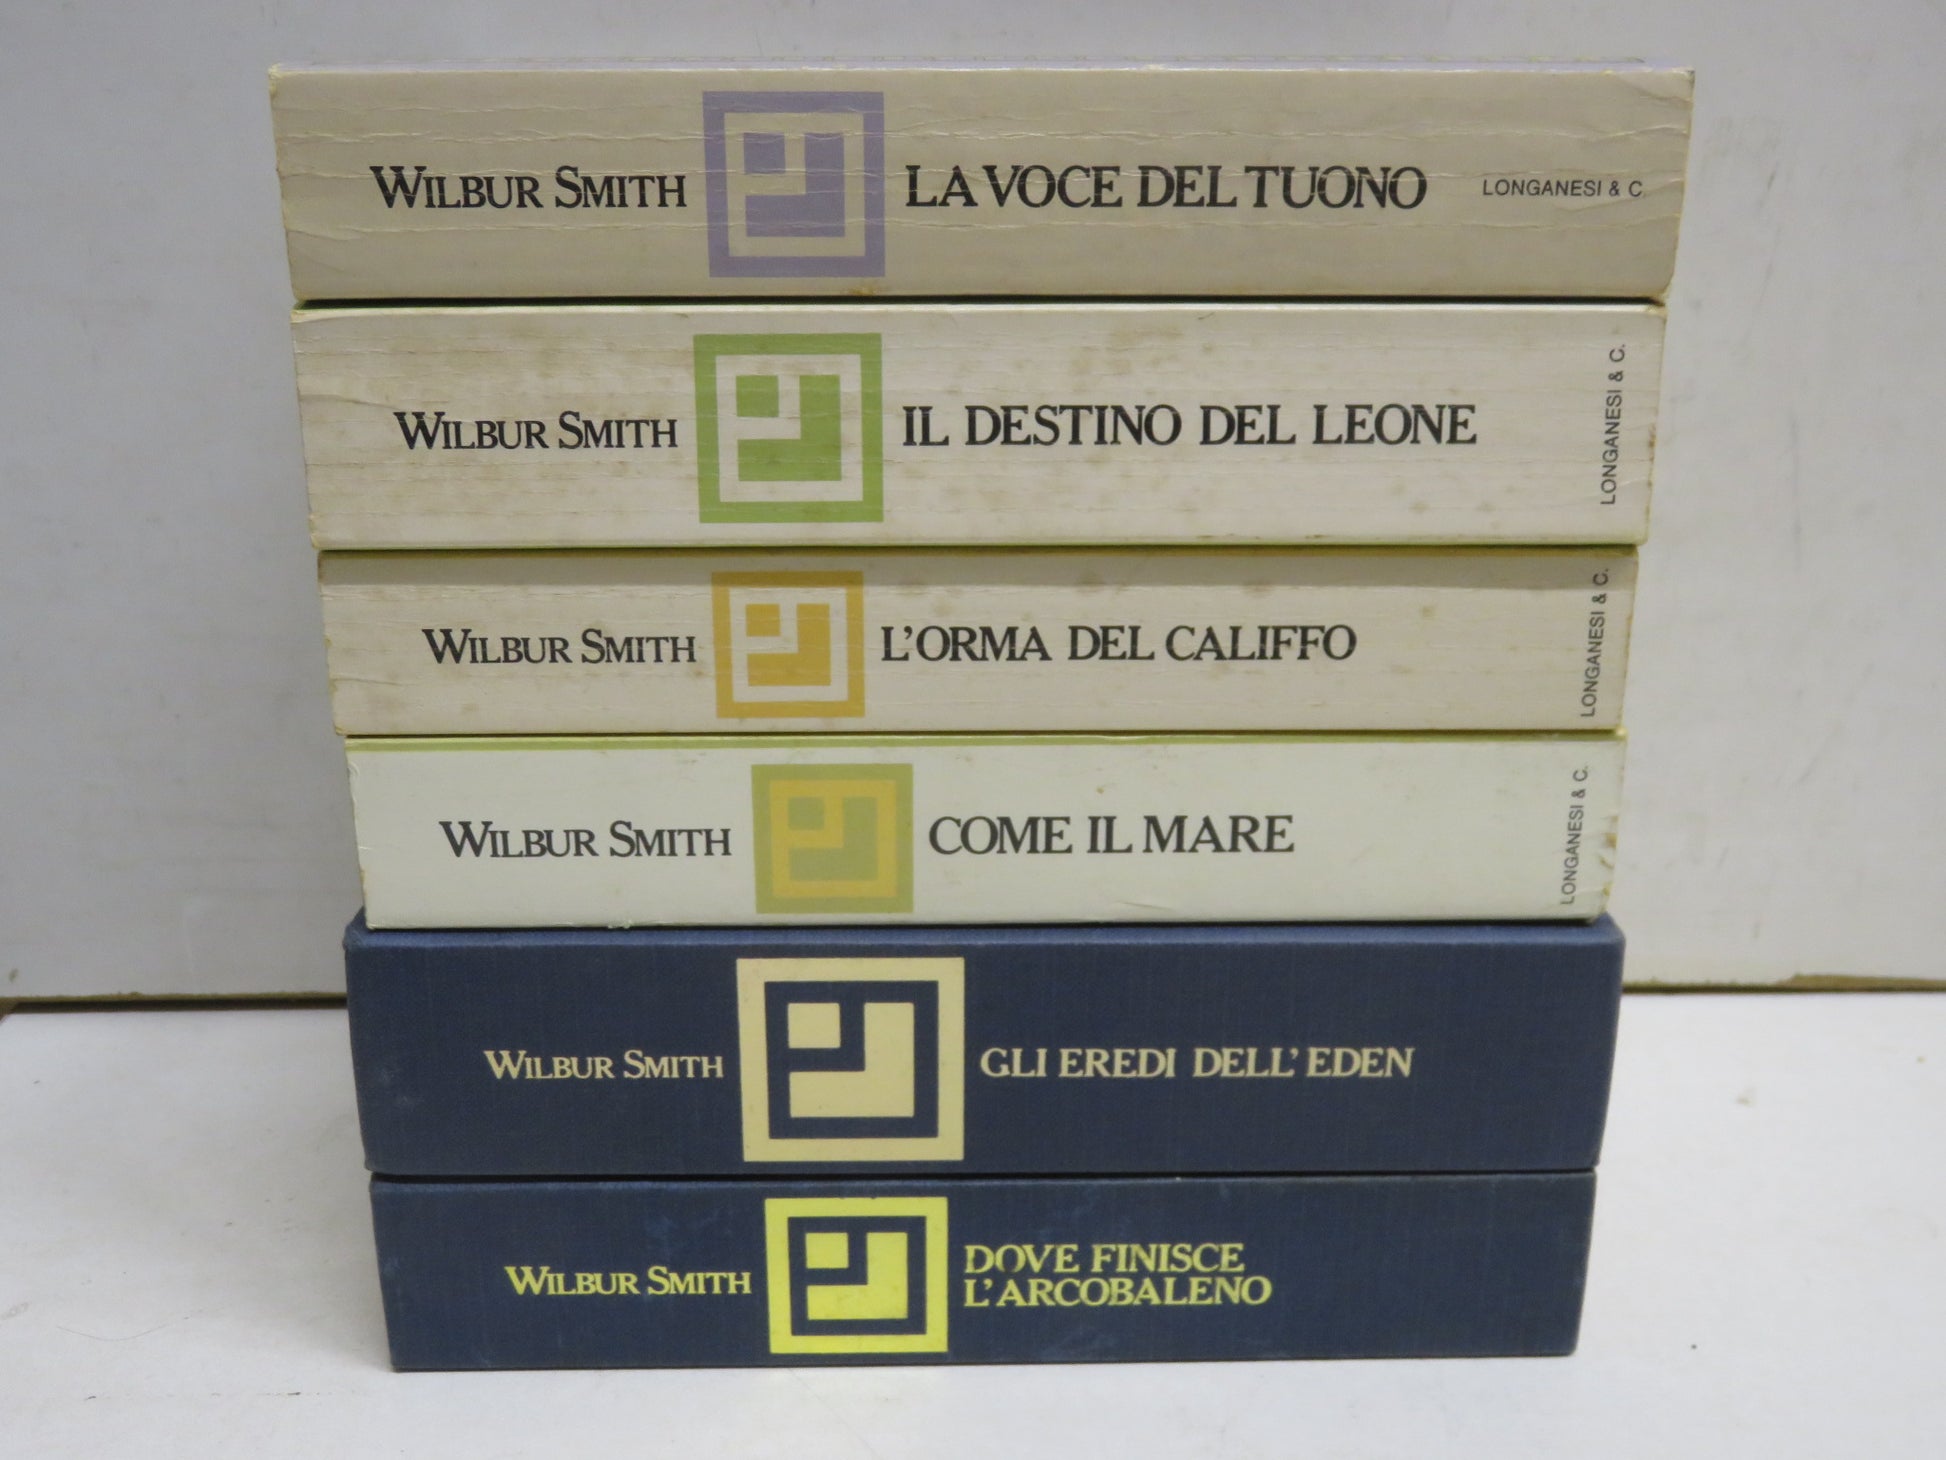 WILBUR SMITH LA VOCE DEL TUONO LONGANESI & C.
WILBUR SMITH IL DESTINO DEL LEONE LONGANESI & C.
WILBUR SMITH L'ORMA DEL CALIFFO LONGANESI & C.
WILBUR SMITH COME IL MARE LONGANESI & C.
WILBUR SMITH GLI EREDI DELL'EDEN
WILBUR SMITH DOVE FINISCE
L'ARCOBALENO